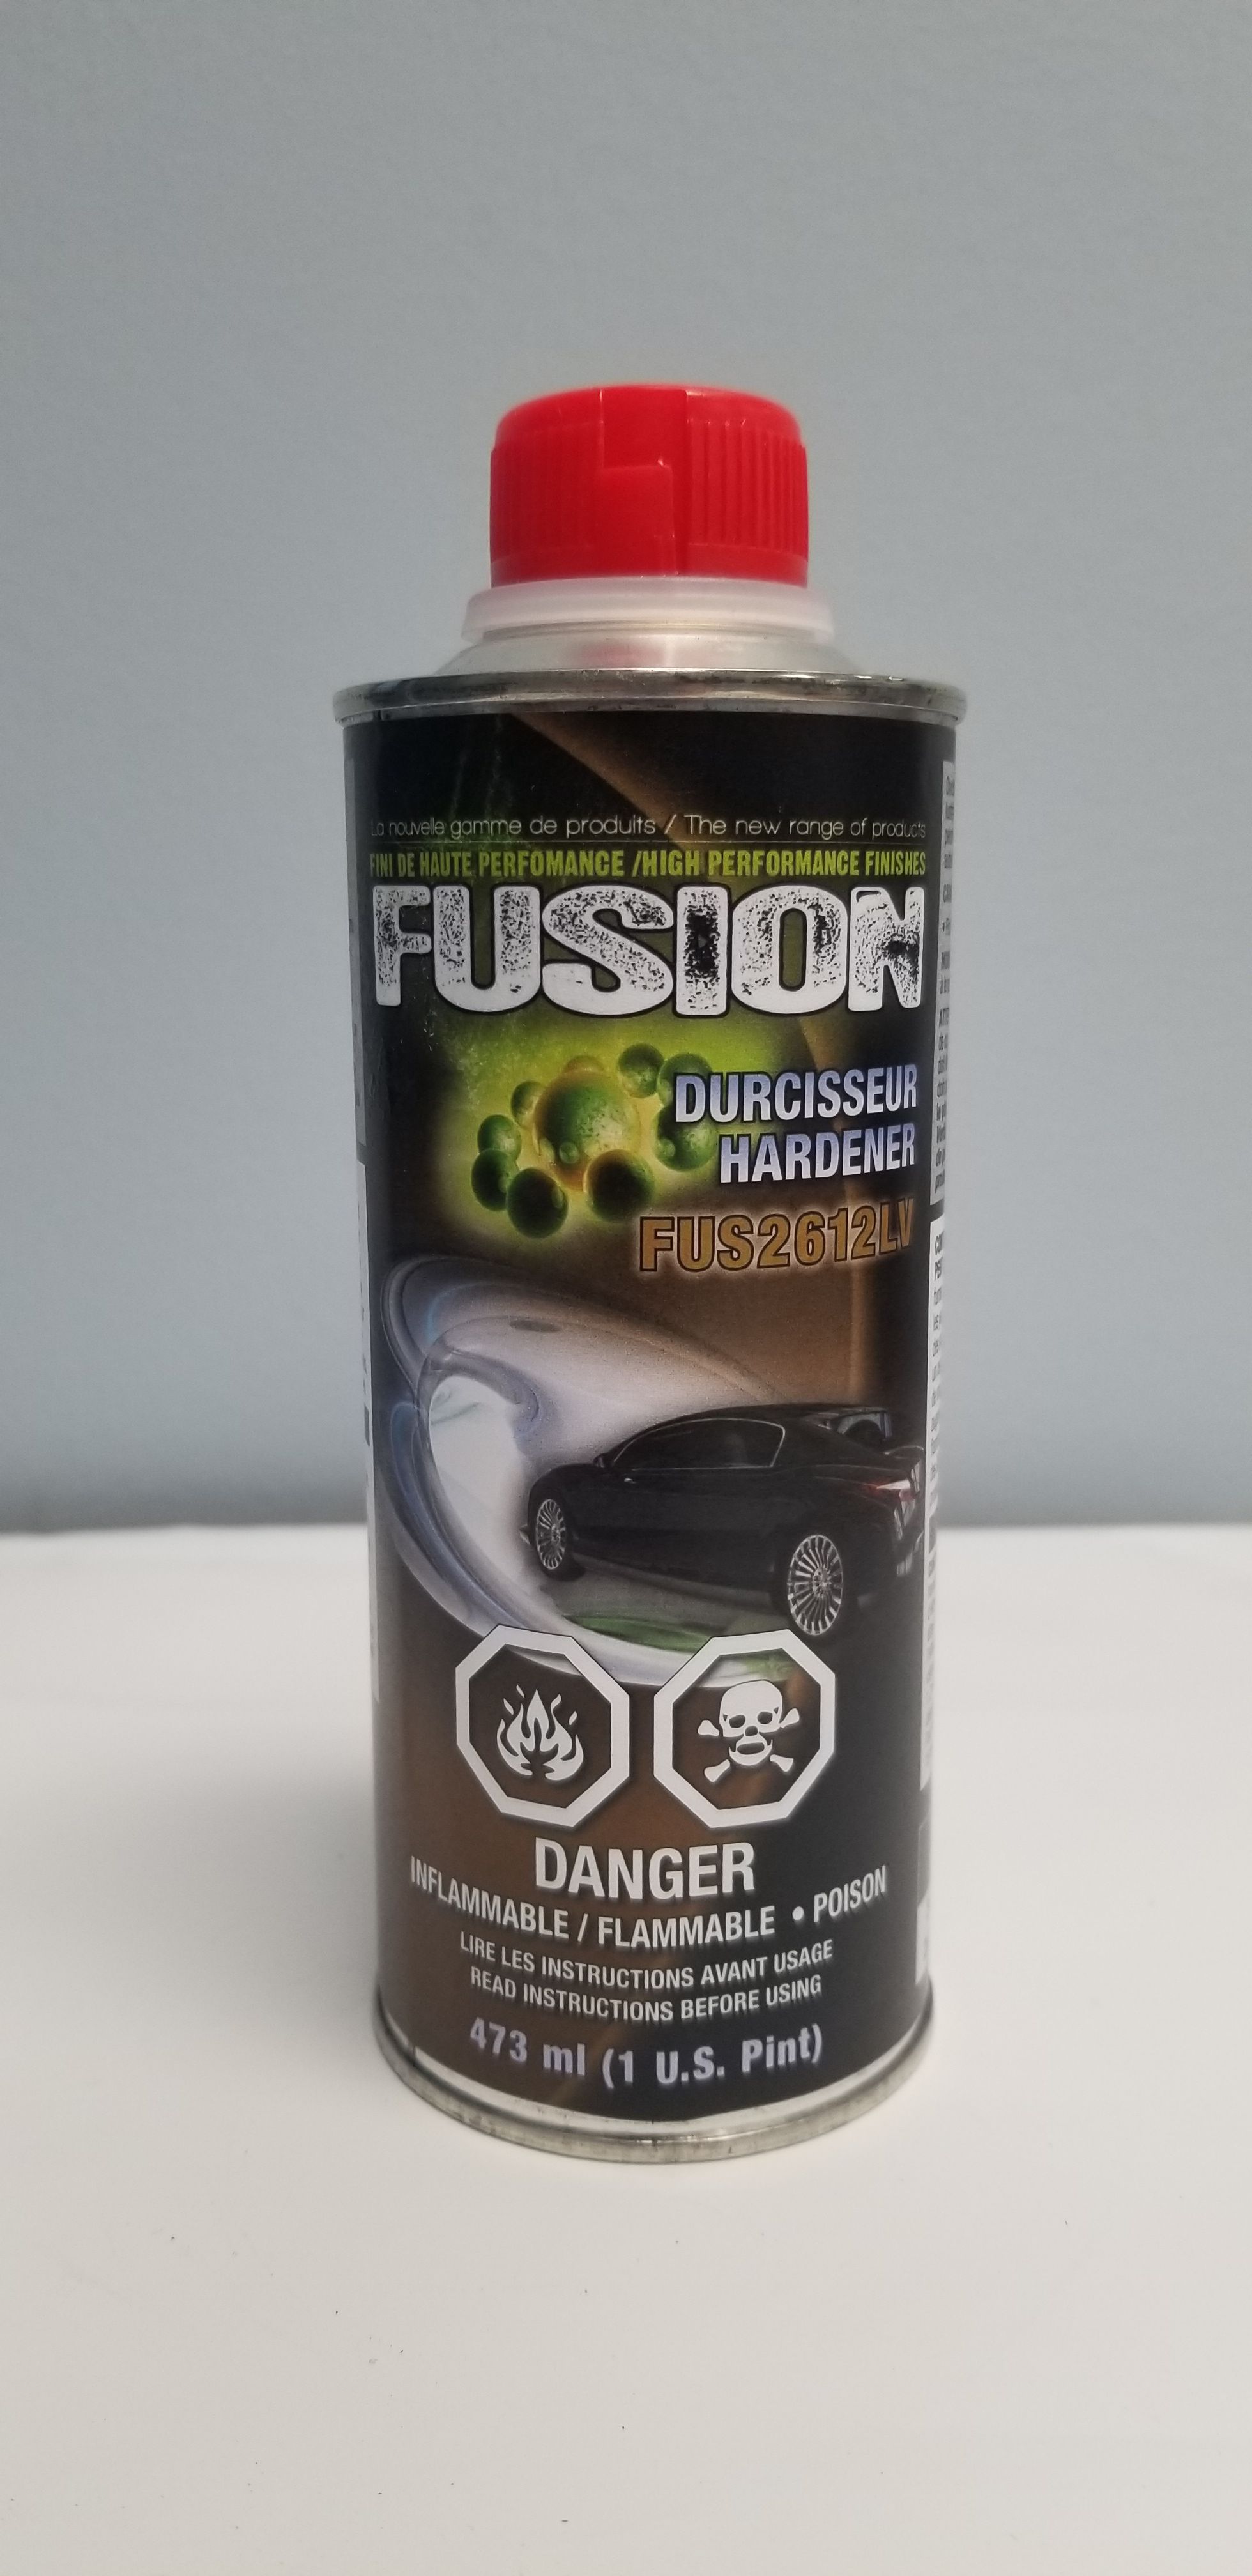 La nouvelle gamme de produits / The new range of products
FINI DE HAUTE PERFOMANCE /HIGH PERFORMANCE FINISHES
FUSION
DURCISSEUR
HARDENER
FUS2612LV
DANGER
INFLAMMABLE / FLAMMABLE • POISON
LIRE LES INSTRUCTIONS AVANT USAGE
READ INSTRUCTIONS BEFORE USING
473 ml (1 U.S. Pint)